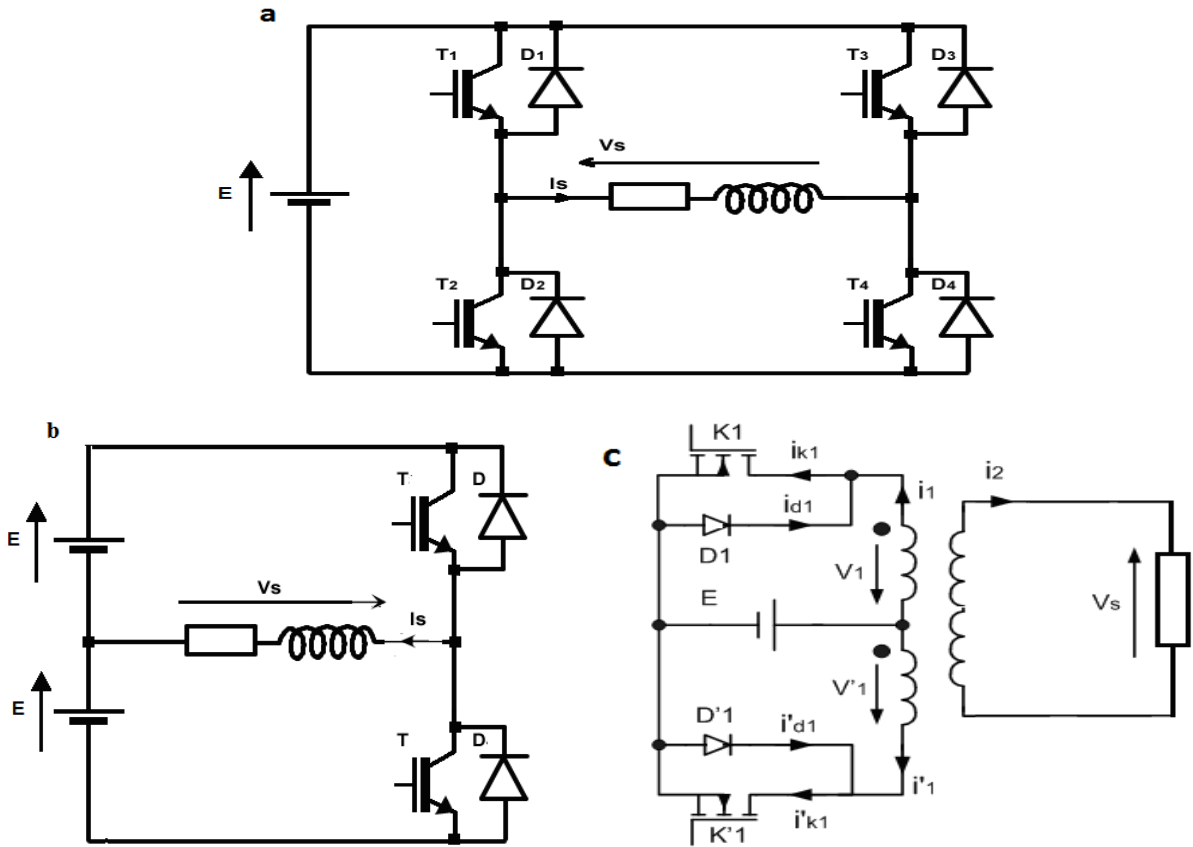 a
T1
D1
T3
D3
Vs
E
Is
T2
D2
T4
D4
b
T
D
E
Vs
Is
E
T
D
c
K1
ik1
i1
i2
id1
D1
V1
E
Vs
V'1
D'1
i'd1
i'1
i'k1
K'1